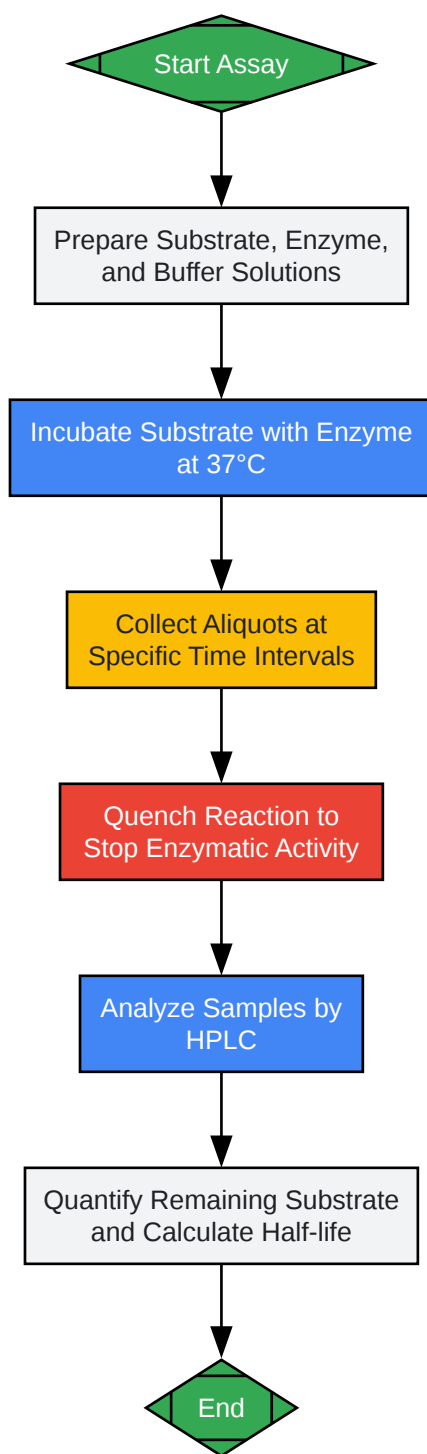 Start Assay
Prepare Substrate, Enzyme,
and Buffer Solutions
Incubate Substrate with Enzyme
at 37°C
Collect Aliquots at
Specific Time Intervals
Quench Reaction to
Stop Enzymatic Activity
Analyze Samples by
HPLC
Quantify Remaining Substrate
and Calculate Half-life
End